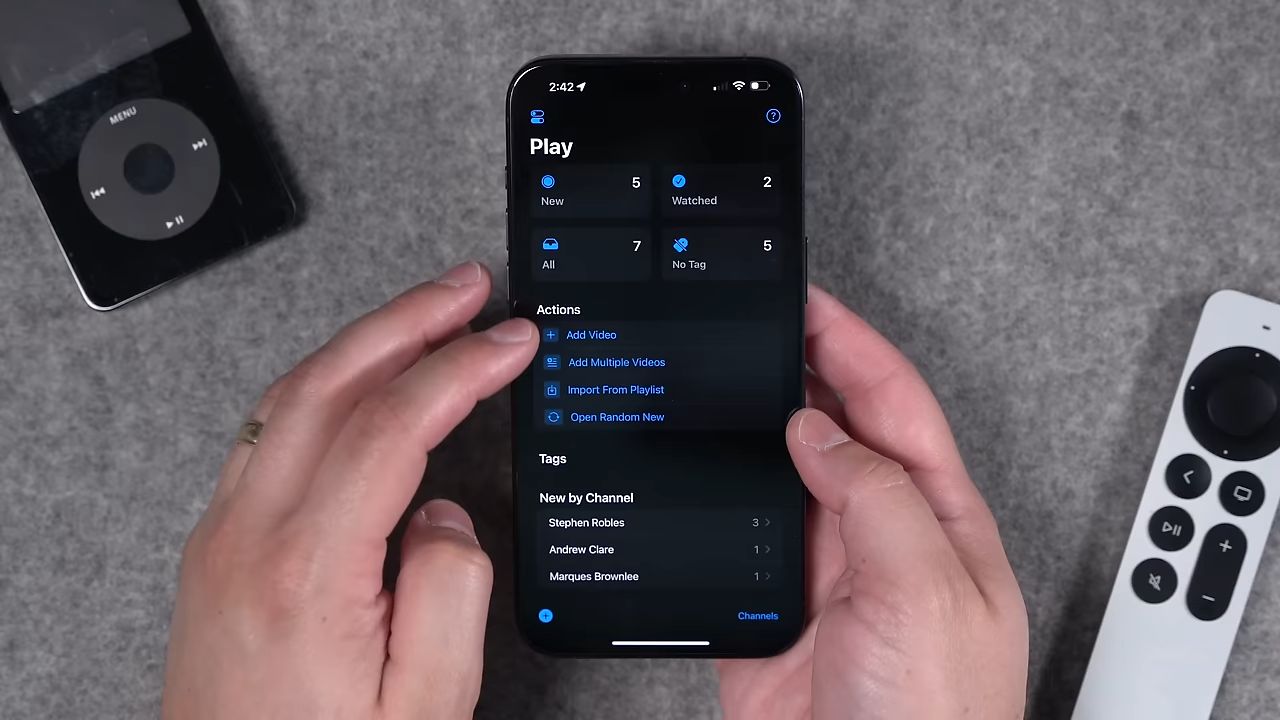 MENU
2:42
Play
New 5
Watched 2
All 7
No Tag 5
Actions
Add Video
Add Multiple Videos
Import From Playlist
Open Random New
Tags
New by Channel
Stephen Robles 3
Andrew Clare 1
Marques Brownlee 1
Channels